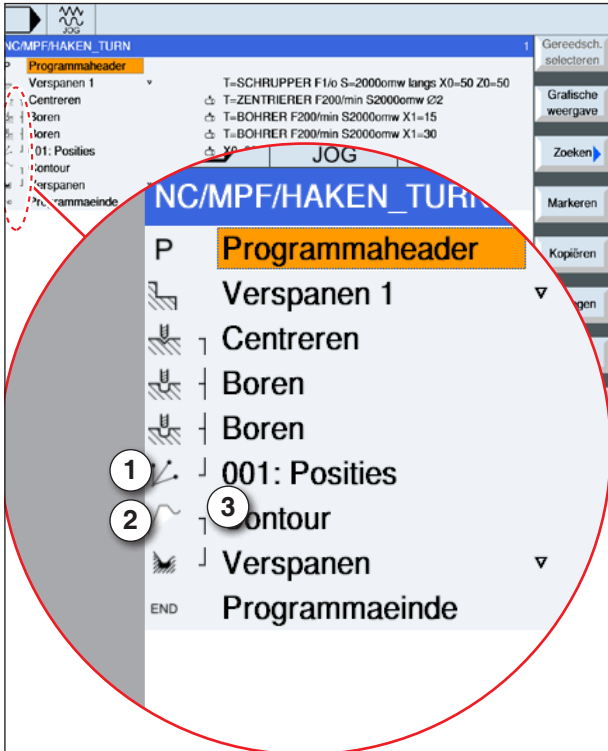 JOG
NC/MPF/HAKEN_TURN 1
P Programmaheader
Verspanen 1 T=SCHRUPPER F1/o S=2000omw langs X0=50 Z0=50
Centreren T=ZENTRIERER F200/min S2000omw Ø2
Boren T=BOHRER F200/min S2000omw X1=15
Boren T=BOHRER F200/min S2000omw X1=30
001: Posities
Contour
Verspanen
Programmaeinde
Gereedsch. selecteren
Grafische weergave
Zoeken
Markeren
Kopiëren
JOG
NC/MPF/HAKEN_TURN
P Programmaheader
Verspanen 1
Centreren
Boren
Boren
1 001: Posities
2 3 Contour
Verspanen
END Programmaeinde